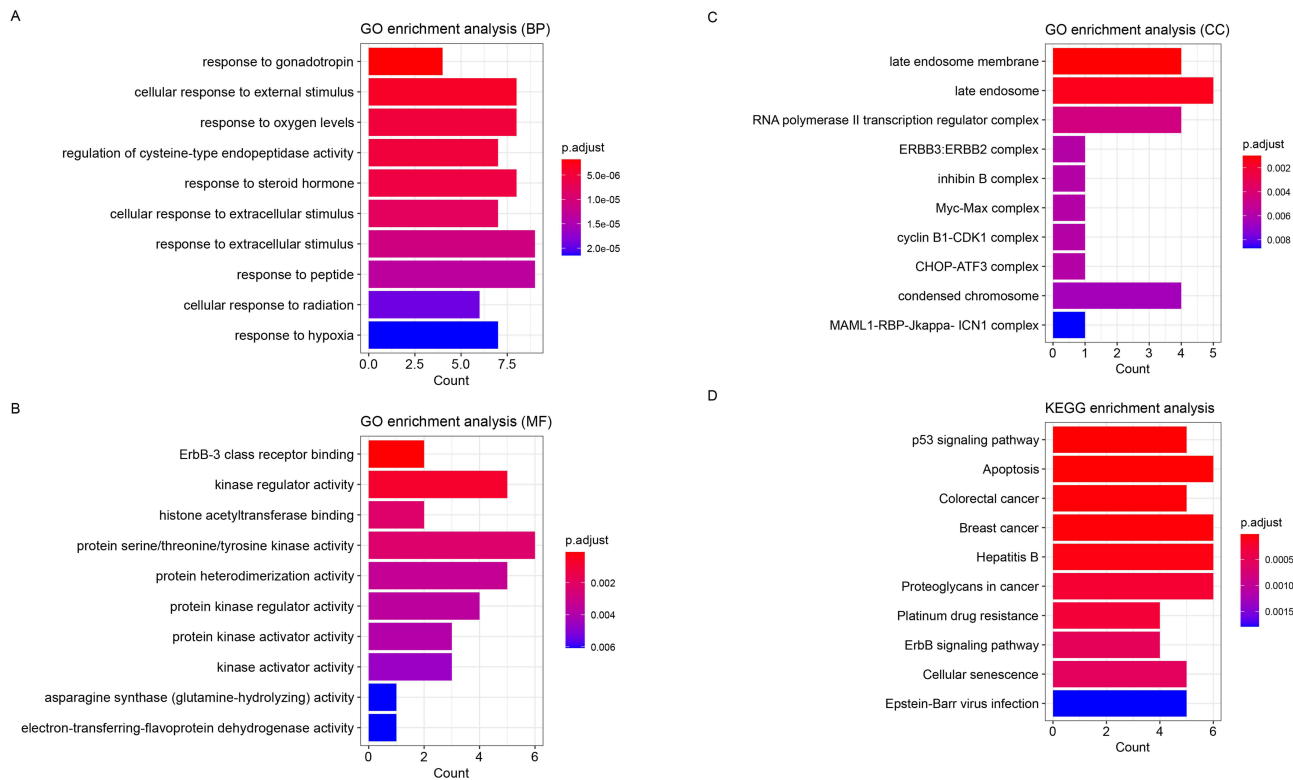 A
GO enrichment analysis (BP)
response to gonadotropin
cellular response to external stimulus
response to oxygen levels
regulation of cysteine-type endopeptidase activity
response to steroid hormone
cellular response to extracellular stimulus
response to extracellular stimulus
response to peptide
cellular response to radiation
response to hypoxia
0.0 2.5 5.0 7.5
Count
p.adjust
5.0e-06
1.0e-05
1.5e-05
2.0e-05
B
GO enrichment analysis (MF)
ErbB-3 class receptor binding
kinase regulator activity
histone acetyltransferase binding
protein serine/threonine/tyrosine kinase activity
protein heterodimerization activity
protein kinase regulator activity
protein kinase activator activity
kinase activator activity
asparagine synthase (glutamine-hydrolyzing) activity
electron-transferring-flavoprotein dehydrogenase activity
0 2 4 6
Count
p.adjust
0.002
0.004
0.006
C
GO enrichment analysis (CC)
late endosome membrane
late endosome
RNA polymerase II transcription regulator complex
ERBB3:ERBB2 complex
inhibin B complex
Myc-Max complex
cyclin B1-CDK1 complex
CHOP-ATF3 complex
condensed chromosome
MAML1-RBP-Jkappa- ICN1 complex
0 1 2 3 4 5
Count
p.adjust
0.002
0.004
0.006
0.008
D
KEGG enrichment analysis
p53 signaling pathway
Apoptosis
Colorectal cancer
Breast cancer
Hepatitis B
Proteoglycans in cancer
Platinum drug resistance
ErbB signaling pathway
Cellular senescence
Epstein-Barr virus infection
0 2 4 6
Count
p.adjust
0.0005
0.0010
0.0015